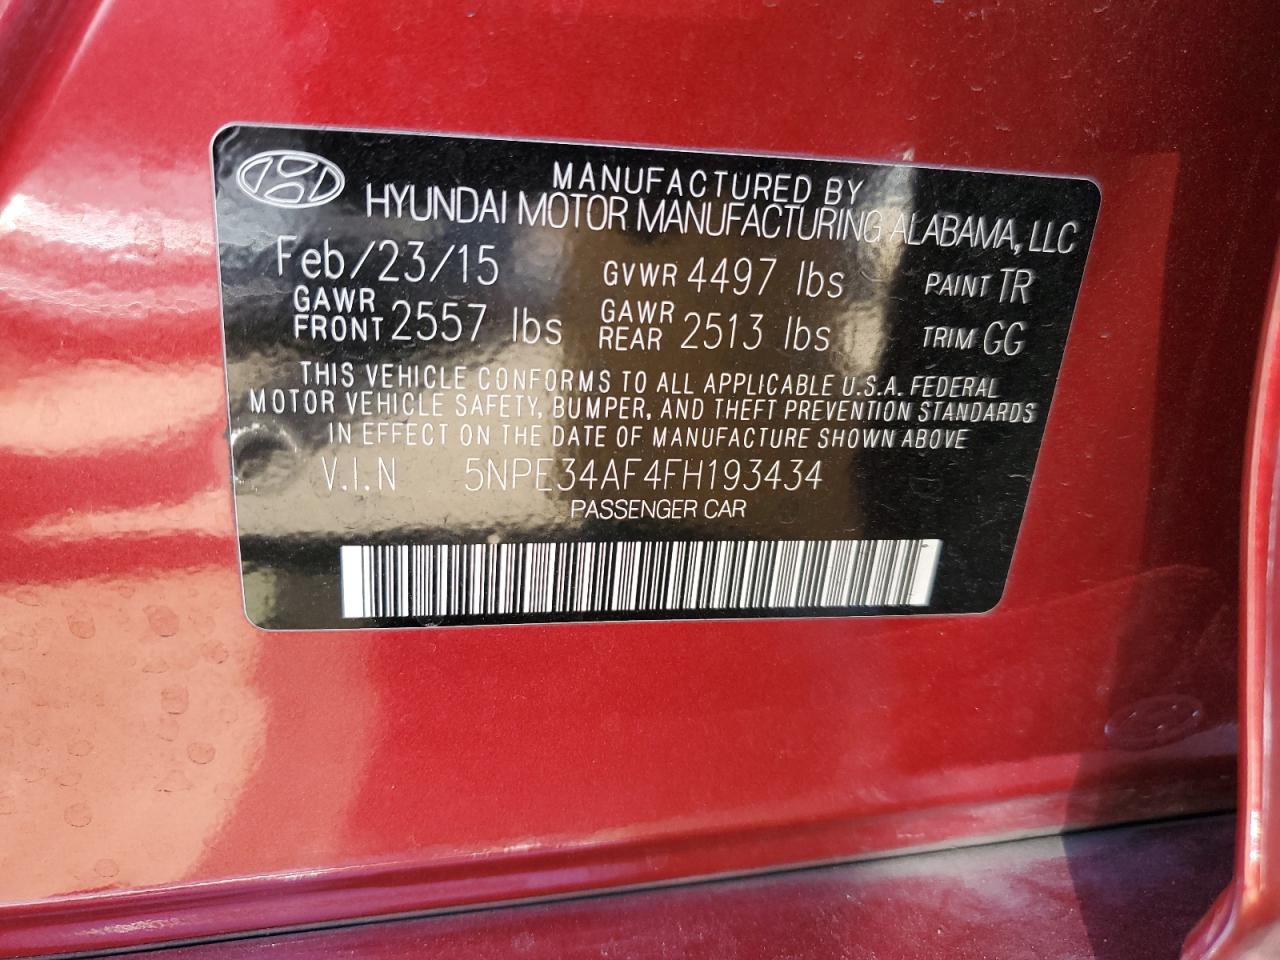 MANUFACTURED BY
HYUNDAI MOTOR MANUFACTURING ALABAMA, LLC
Feb/23/15 GVWR 4497 lbs PAINT TR
GAWR FRONT 2557 lbs GAWR REAR 2513 lbs TRIM GG
THIS VEHICLE CONFORMS TO ALL APPLICABLE U.S.A. FEDERAL
MOTOR VEHICLE SAFETY, BUMPER, AND THEFT PREVENTION STANDARDS
IN EFFECT ON THE DATE OF MANUFACTURE SHOWN ABOVE
V.I.N 5NPE34AF4FH193434
PASSENGER CAR